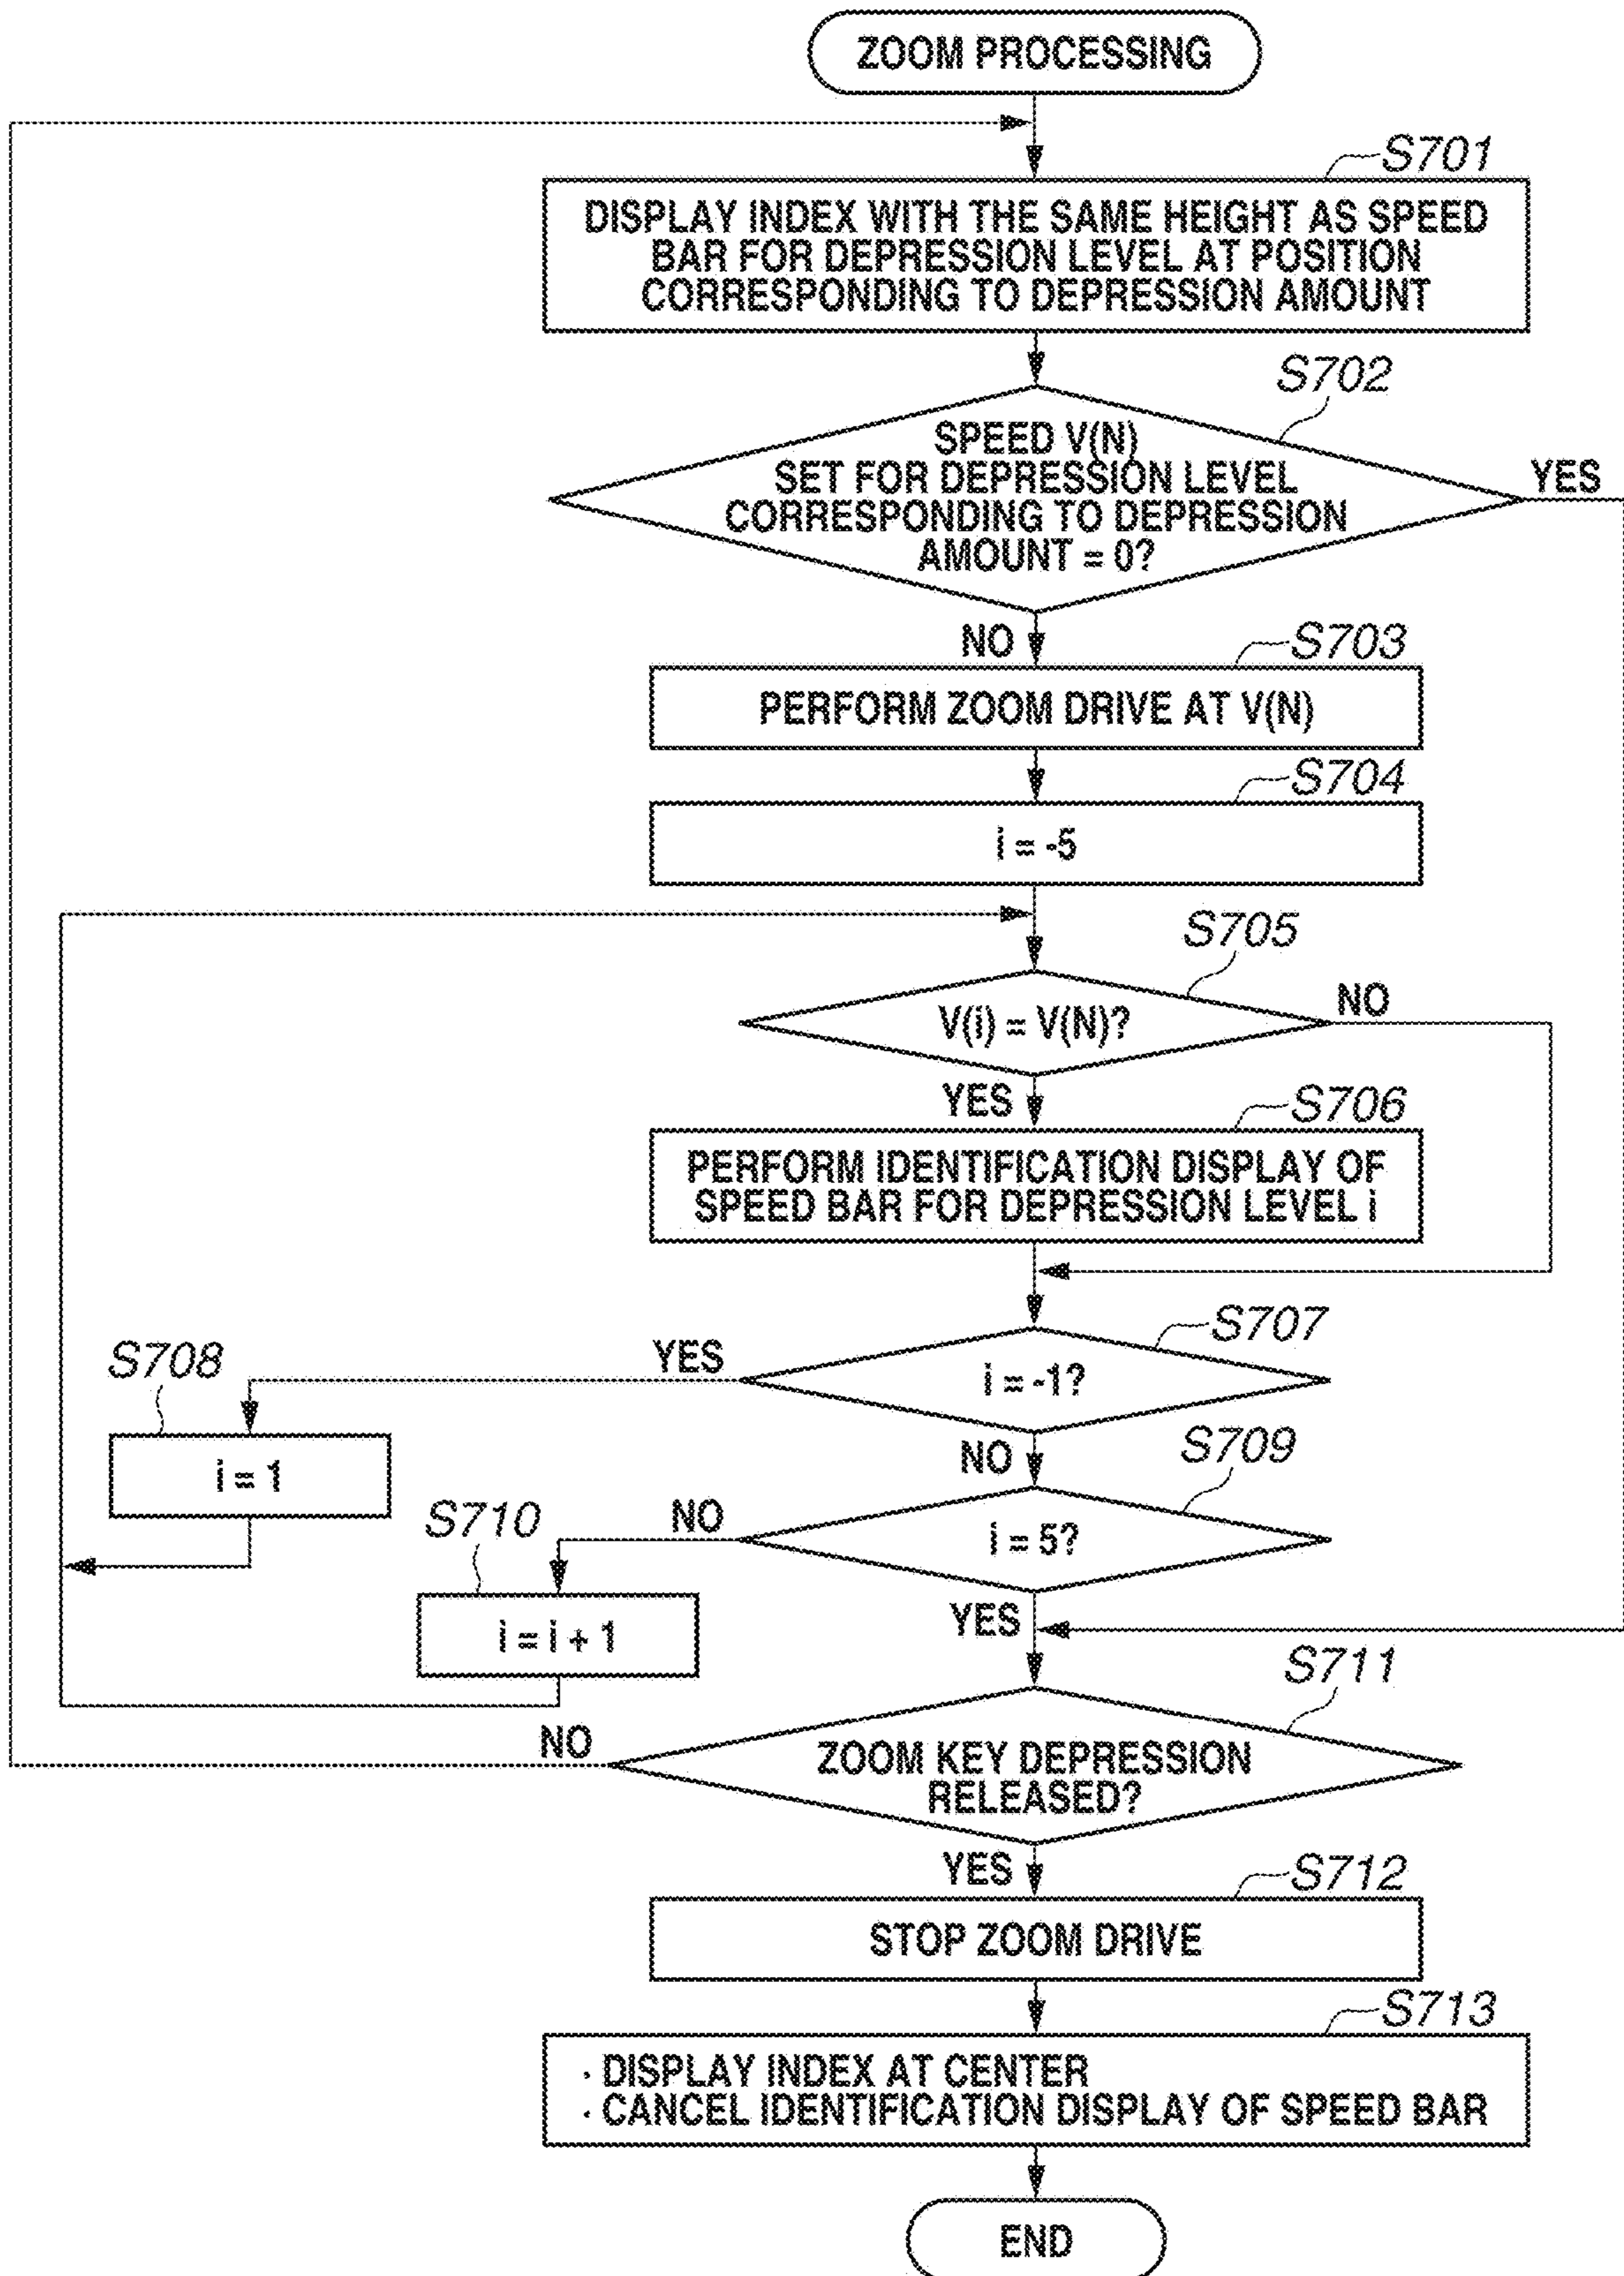 ZOOM PROCESSING
S701
DISPLAY INDEX WITH THE SAME HEIGHT AS SPEED
BAR FOR DEPRESSION LEVEL AT POSITION
CORRESPONDING TO DEPRESSION AMOUNT
S702
SPEED V(N)
SET FOR DEPRESSION LEVEL
CORRESPONDING TO DEPRESSION
AMOUNT = 0?
YES
NO
S703
PERFORM ZOOM DRIVE AT V(N)
S704
i = -5
S705
V(i) = V(N)?
NO
YES
S706
PERFORM IDENTIFICATION DISPLAY OF
SPEED BAR FOR DEPRESSION LEVEL i
S707
i = -1?
YES
S708
i = 1
NO
S709
i = 5?
NO
S710
i = i + 1
YES
S711
ZOOM KEY DEPRESSION
RELEASED?
NO
YES
S712
STOP ZOOM DRIVE
S713
· DISPLAY INDEX AT CENTER
· CANCEL IDENTIFICATION DISPLAY OF SPEED BAR
END